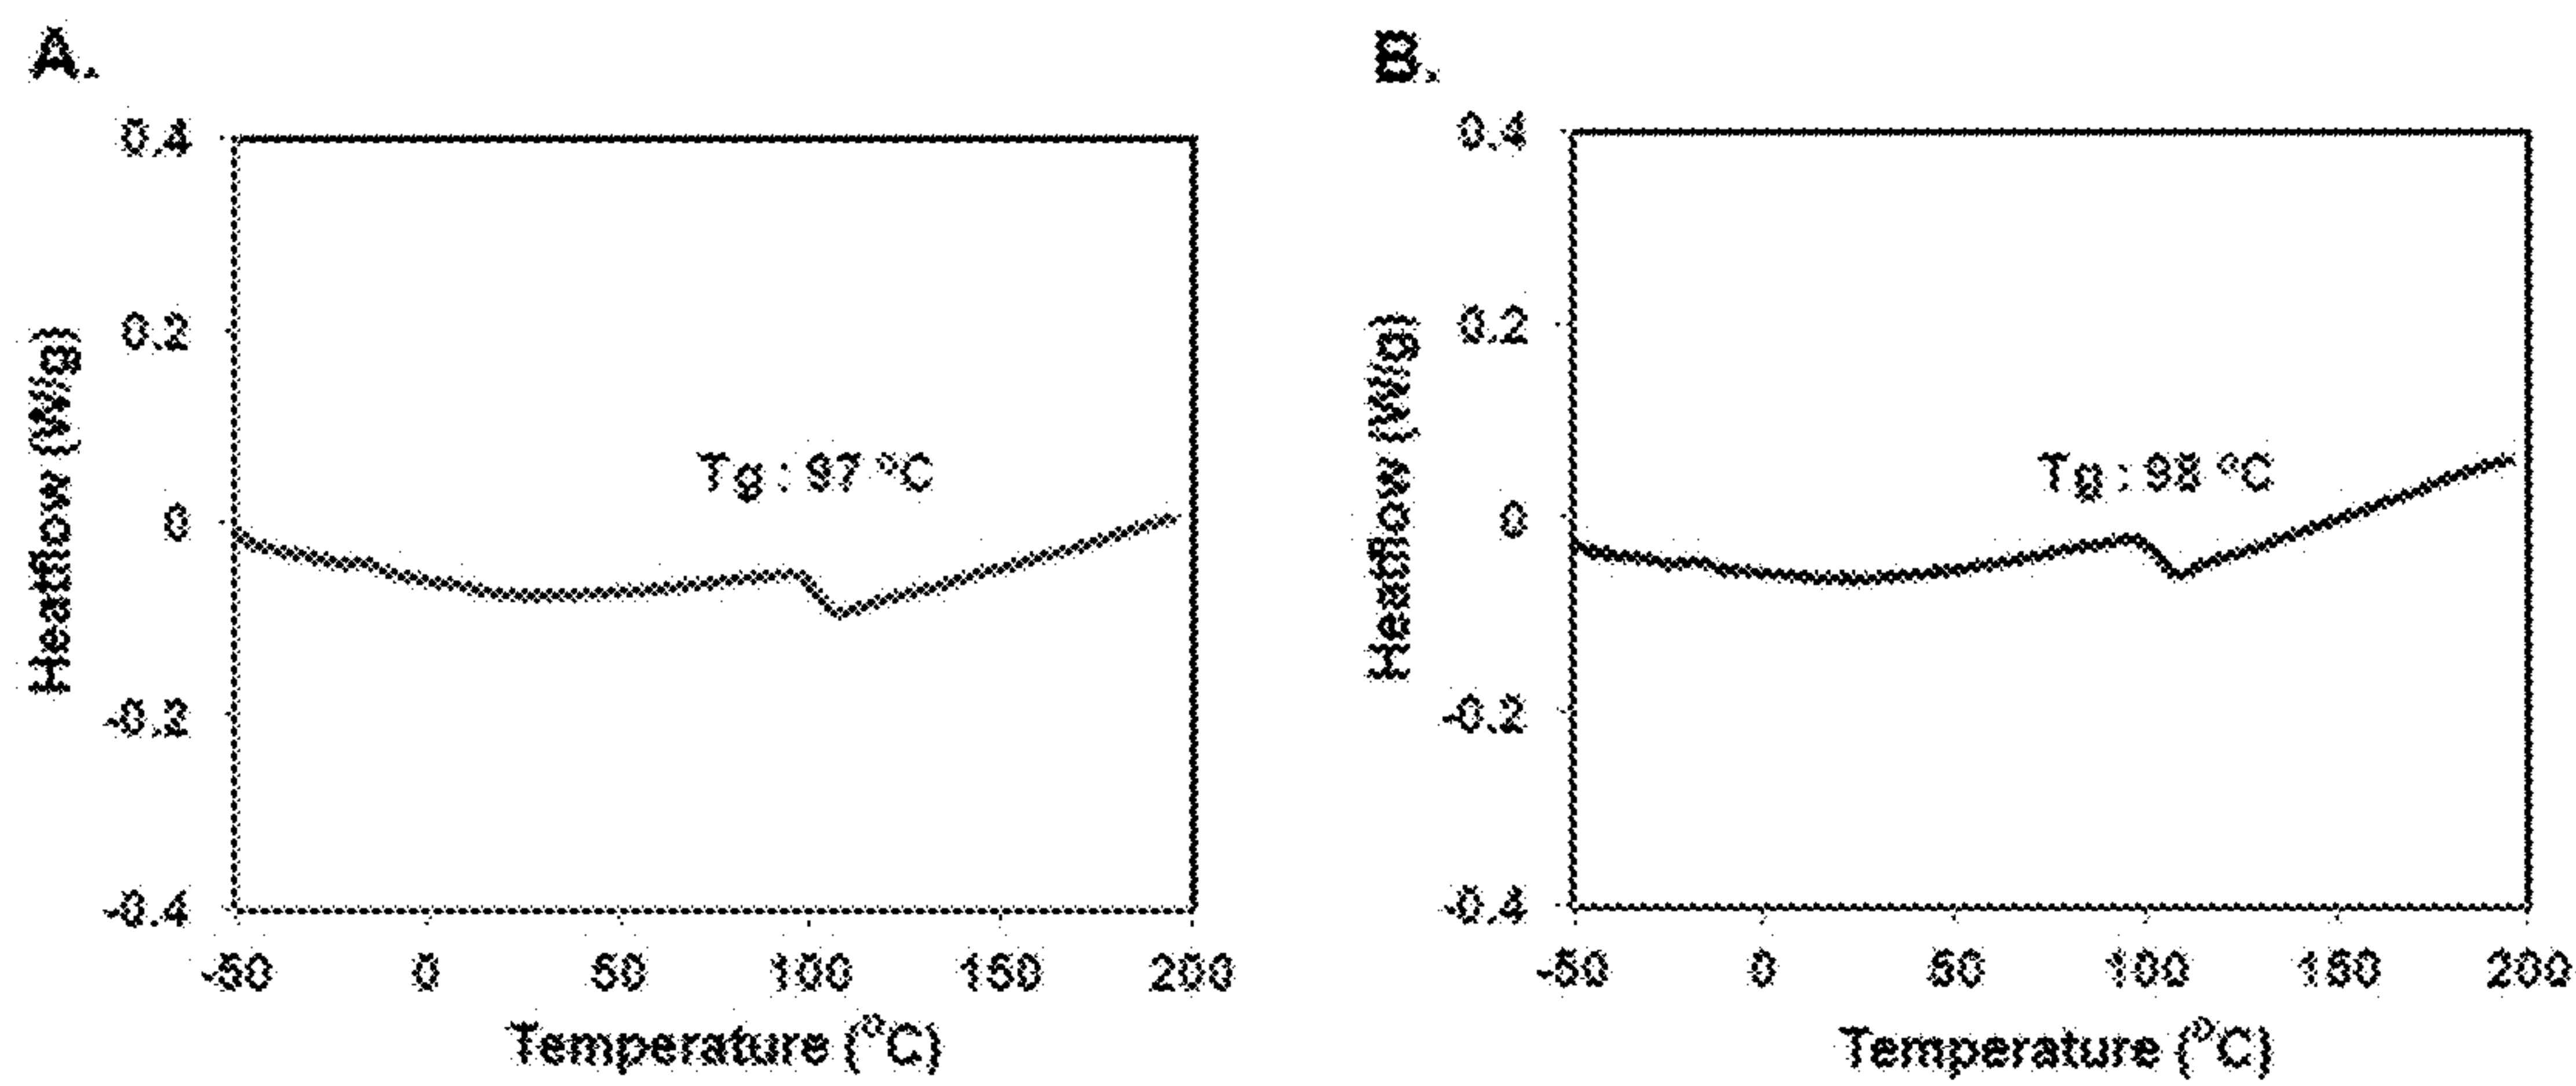 A.
0.4
0.2
0
-0.2
-0.4
Heatflow (W/g)
Tg : 97 °C
-50 0 50 100 150 200
Temperature (°C)
B.
0.4
0.2
0
-0.2
-0.4
Heatflow (W/g)
Tg : 98 °C
-50 0 50 100 150 200
Temperature (°C)